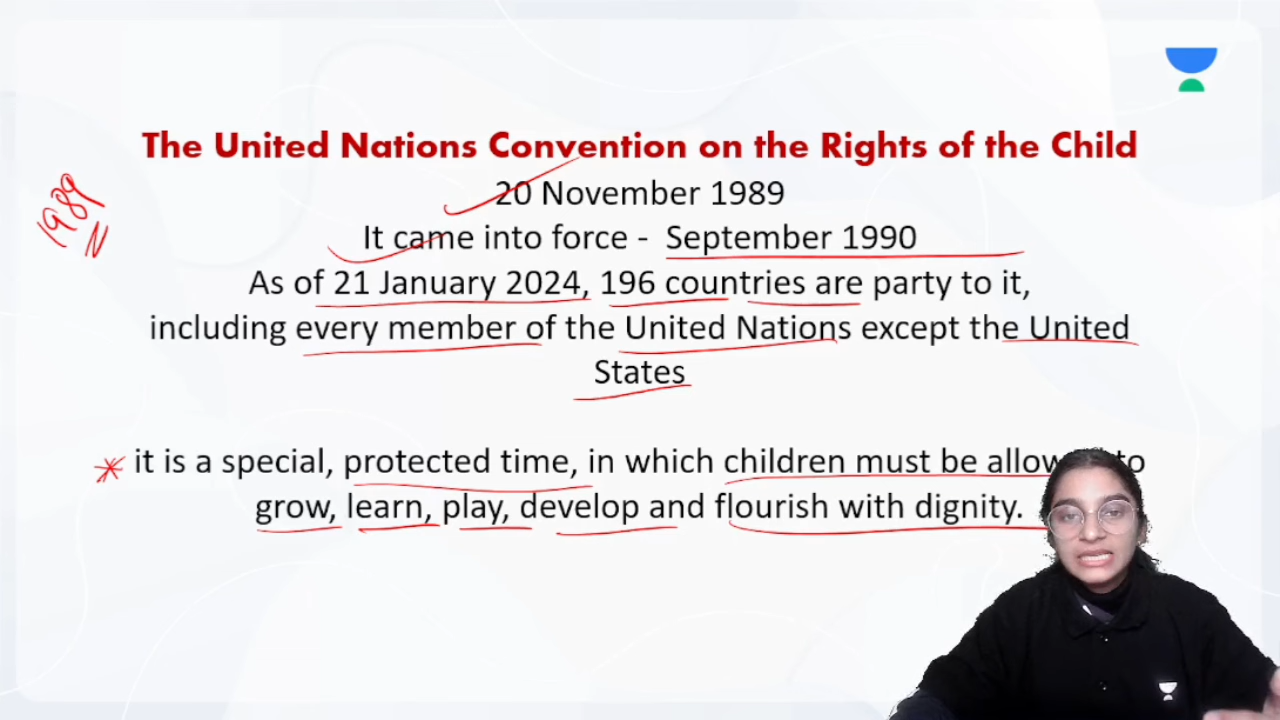 The United Nations Convention on the Rights of the Child
20 November 1989
It came into force - September 1990
As of 21 January 2024, 196 countries are party to it,
including every member of the United Nations except the United
States
1989
it is a special, protected time, in which children must be allow to
grow, learn, play, develop and flourish with dignity.